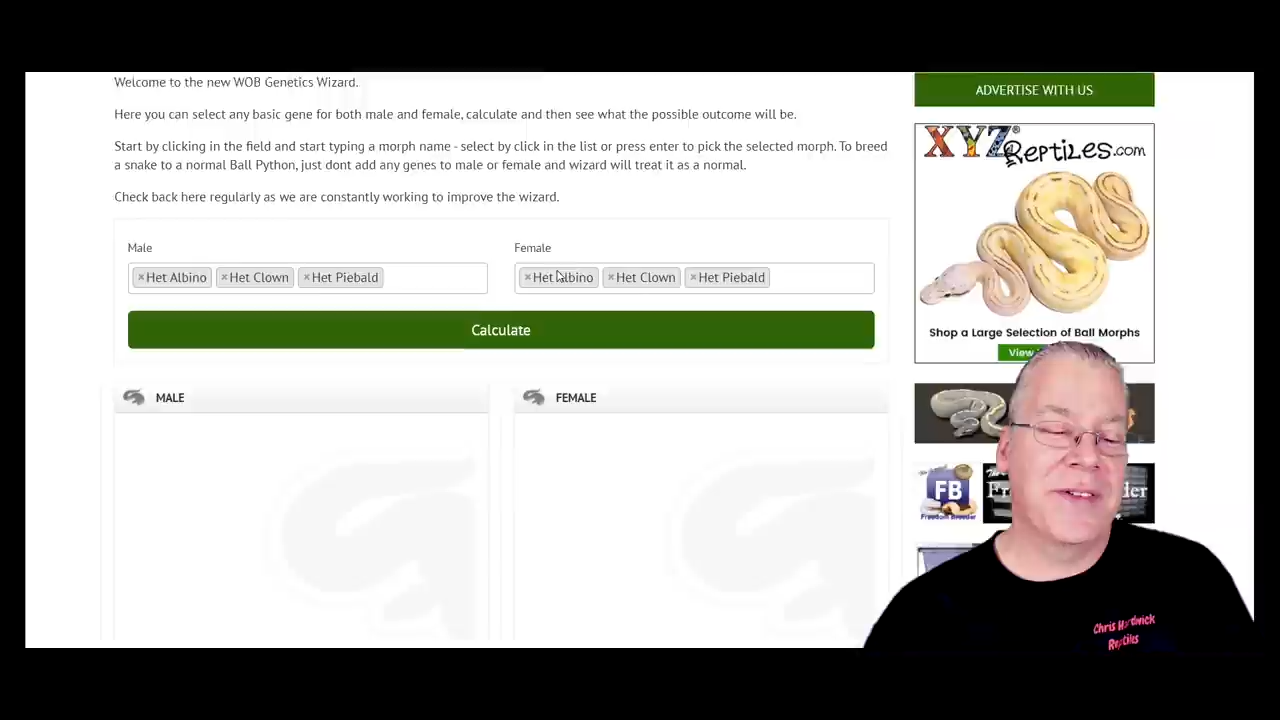 Welcome to the new WOB Genetics Wizard.
Here you can select any basic gene for both male and female, calculate and then see what the possible outcome will be.
Start by clicking in the field and start typing a morph name - select by click in the list or press enter to pick the selected morph. To breed
a snake to a normal Ball Python, just dont add any genes to male or female and wizard will treat it as a normal.
Check back here regularly as we are constantly working to improve the wizard.
Male
Female
×Het Albino ×Het Clown ×Het Piebald
×Het Albino ×Het Clown ×Het Piebald
Calculate
MALE
FEMALE
ADVERTISE WITH US
XYZ® Reptiles.com
Shop a Large Selection of Ball Morphs
View
FB
Freedom Breeder
Chris Hardwick
Reptiles